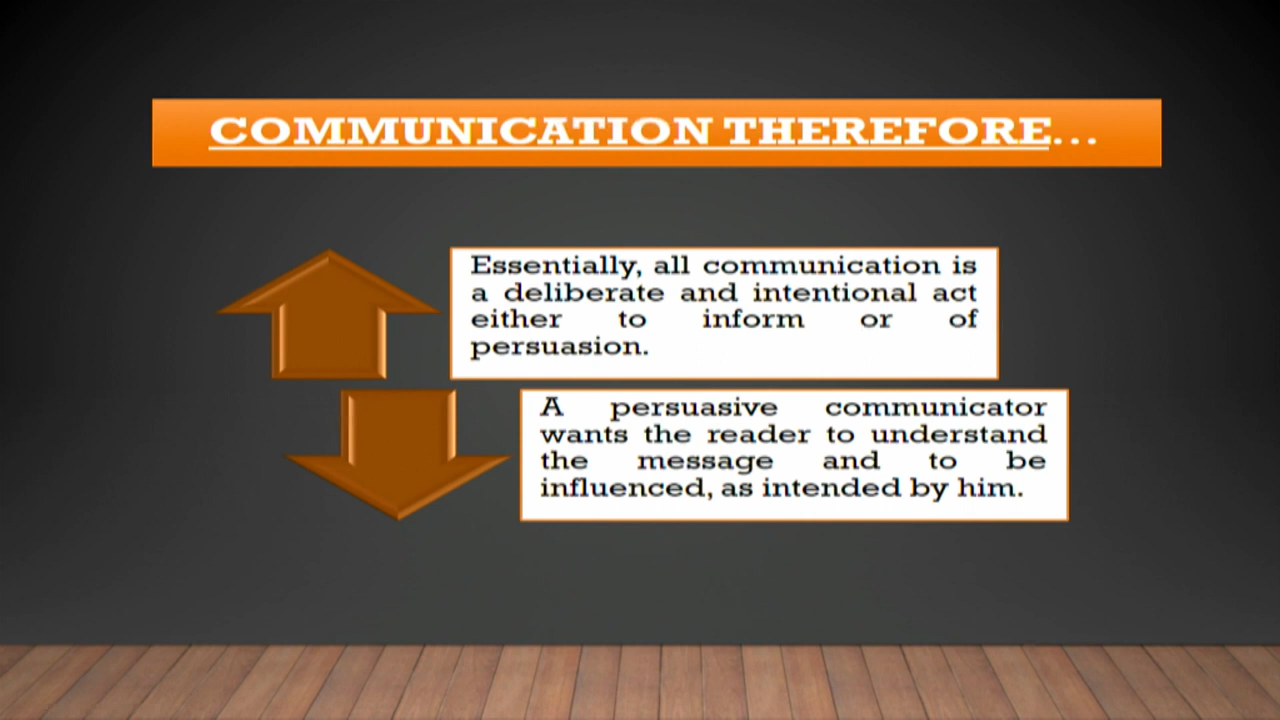 COMMUNICATION THEREFORE...
Essentially, all communication is
a deliberate and intentional act
either to inform or of
persuasion.
A persuasive communicator
wants the reader to understand
the message and to be
influenced, as intended by him.